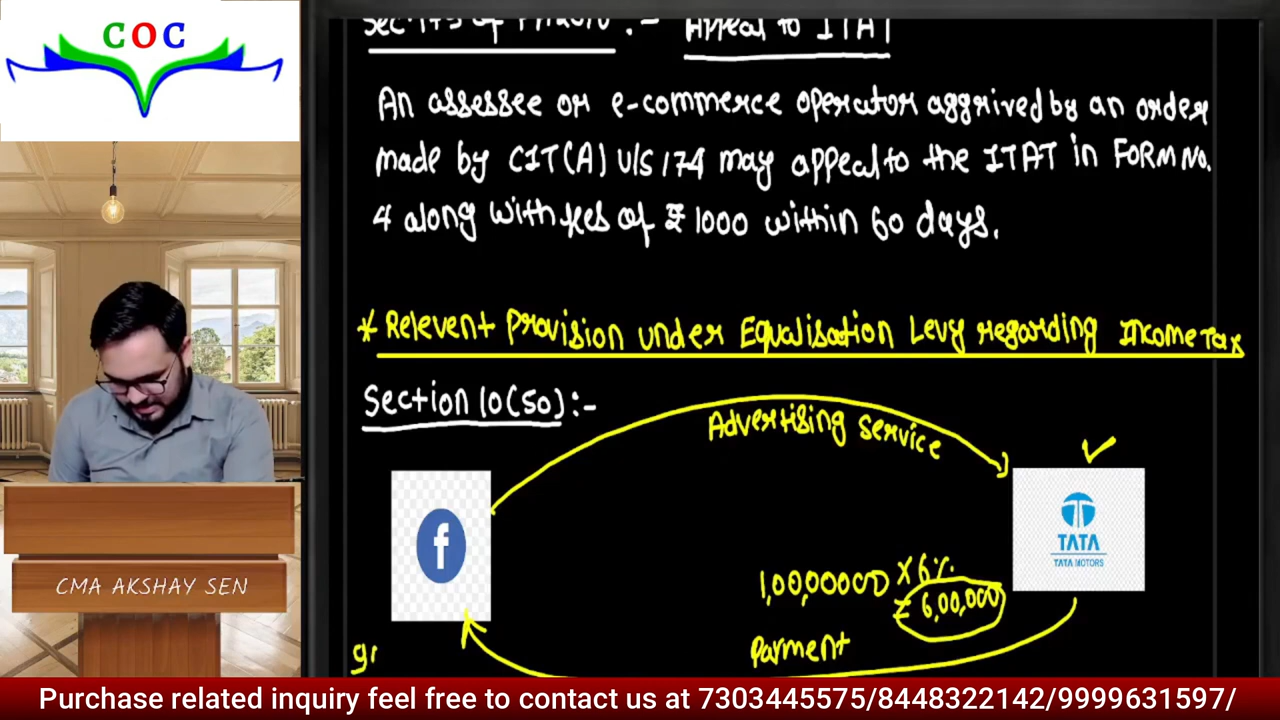 COC
Appeal to ITAT
An assessee or e-commerce operator aggrived by an order
made by CIT(A) U/S 174 may appeal to the ITAT in FORM No.
4 along with fees of ₹ 1000 within 60 days.
* Relevent Provision under Equalisation Levy regarding Income Tax
Section 10(50):-
Advertising service
f
TATA
TATA MOTORS
1,00,00000 X 6%
= 6,00,000
Parment
CMA AKSHAY SEN
Purchase related inquiry feel free to contact us at 7303445575/8448322142/9999631597/